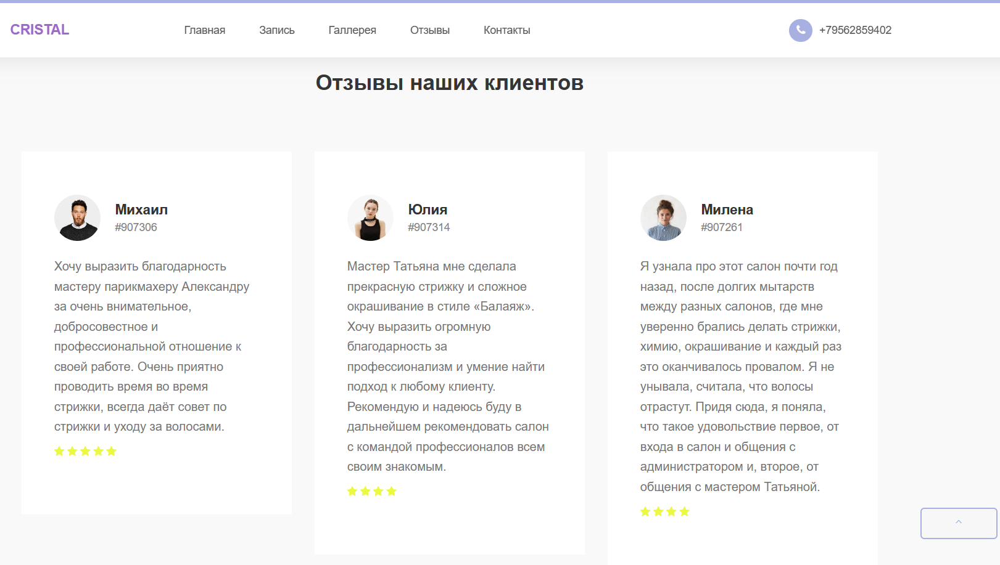 CRISTAL
Главная
Запись
Галлерея
Отзывы
Контакты
+79562859402
Отзывы наших клиентов
Михаил
#907306
Хочу выразить благодарность
мастеру парикмахеру Александру
за очень внимательное,
добросовестное и
профессиональной отношение к
своей работе. Очень приятно
проводить время во время
стрижки, всегда даёт совет по
стрижки и уходу за волосами.
Юлия
#907314
Мастер Татьяна мне сделала
прекрасную стрижку и сложное
окрашивание в стиле «Балаяж».
Хочу выразить огромную
благодарность за
профессионализм и умение найти
подход к любому клиенту.
Рекомендую и надеюсь буду в
дальнейшем рекомендовать салон
с командой профессионалов всем
своим знакомым.
Милена
#907261
Я узнала про этот салон почти год
назад, после долгих мытарств
между разных салонов, где мне
уверенно брались делать стрижки,
химию, окрашивание и каждый раз
это оканчивалось провалом. Я не
унывала, считала, что волосы
отрастут. Придя сюда, я поняла,
что такое удовольствие первое, от
входа в салон и общения с
администратором и, второе, от
общения с мастером Татьяной.